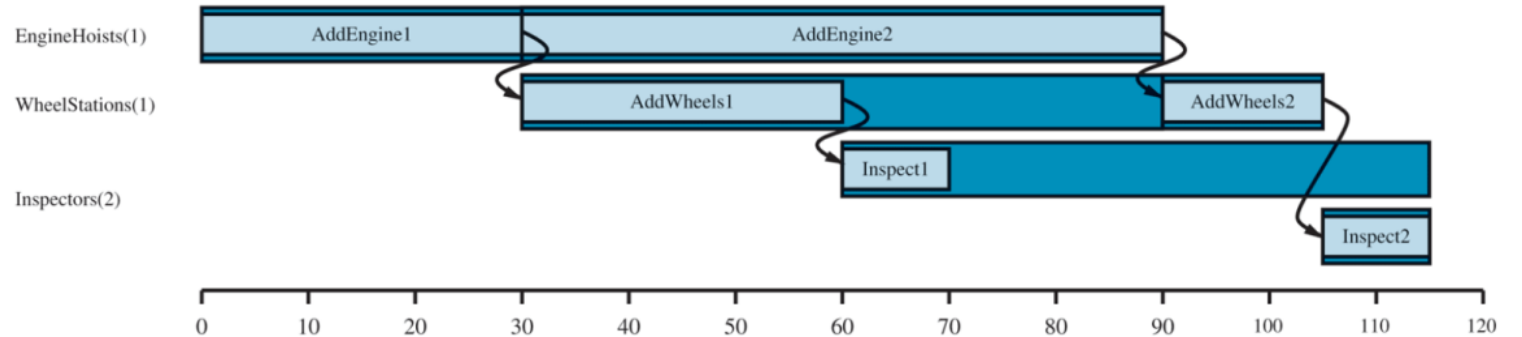 EngineHoists(1) AddEngine1 AddEngine2
WheelStations(1) AddWheels1 AddWheels2
Inspect1
Inspectors(2)
Inspect2
0 10 20 30 40 50 60 70 80 90 100 110 120